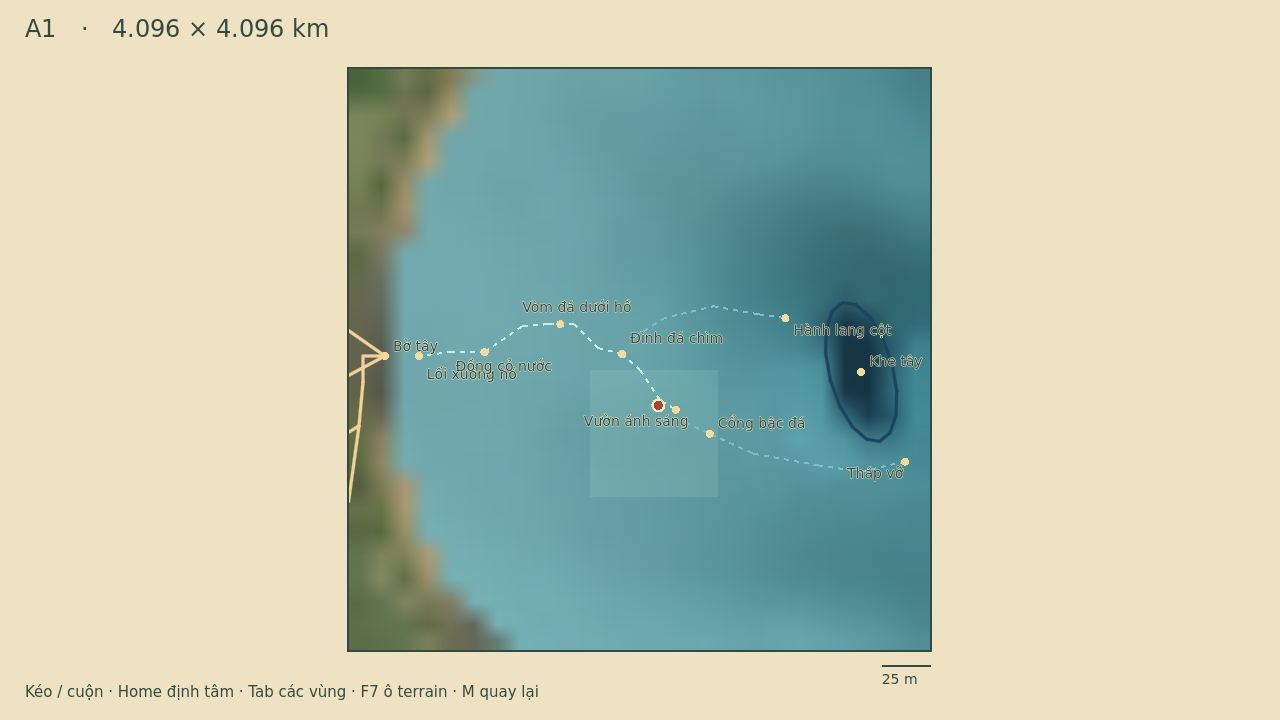 A1 · 4.096 × 4.096 km
Vòm đá dưới hồ
Hành lang cột
Đỉnh đá chìm
Bờ tây
Khe tây
Đồng cỏ nước
Lối xuống hồ
Vườn ánh sáng
Cổng bậc đá
Tháp vỡ
25 m
Kéo / cuộn · Home định tâm · Tab các vùng · F7 ô terrain · M quay lại